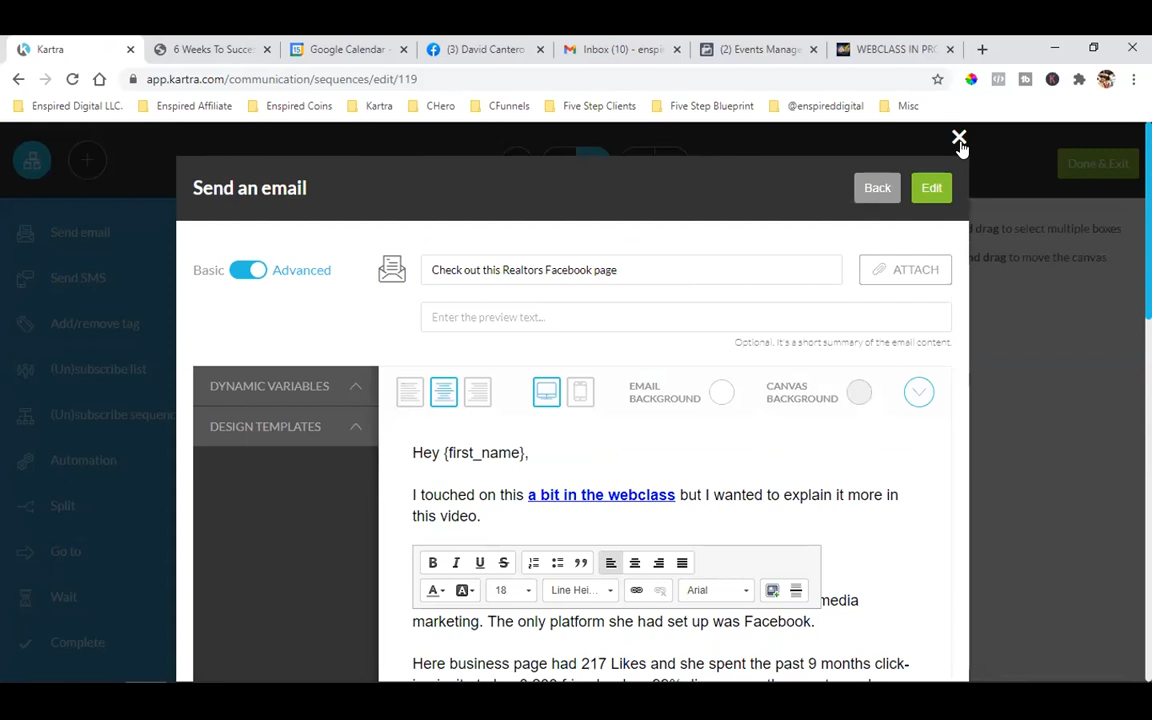 Kartra
6 Weeks To Succe
Google Calendar -
(3) David Cantero
Inbox (10) - enspi
(2) Events Manage
WEBCLASS IN PRO
app.kartra.com/communication/sequences/edit/119
Enspired Digital LLC.
Enspired Affiliate
Enspired Coins
Kartra
CHero
CFunnels
Five Step Clients
Five Step Blueprint
@enspireddigital
Misc
Done & Exit
Send an email
Back
Edit
Send email
d drag to select multiple boxes
nd drag to move the canvas
Send SMS
Add/remove tag
(Un)subscribe list
(Un)subscribe sequenc
Automation
Split
Go to
Wait
Complete
Basic
Advanced
Check out this Realtors Facebook page
ATTACH
Enter the preview text...
Optional. It's a short summary of the email content.
DYNAMIC VARIABLES
DESIGN TEMPLATES
EMAIL
BACKGROUND
CANVAS
BACKGROUND
Hey {first_name},
I touched on this a bit in the webclass but I wanted to explain it more in
this video.
18
Line Hei...
Arial
media
marketing. The only platform she had set up was Facebook.
Here business page had 217 Likes and she spent the past 9 months click-